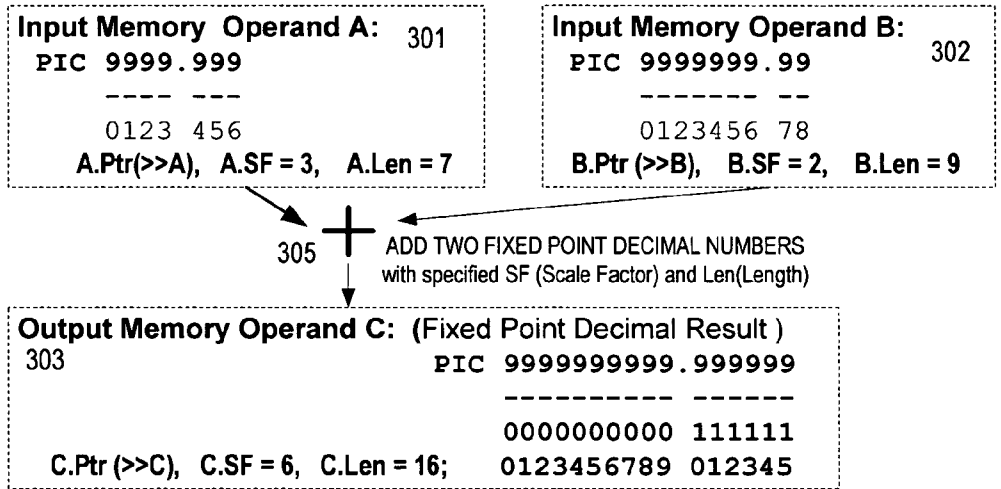 Input Memory Operand A: 301
PIC 9999.999
---- ---
0123 456
A.Ptr(>>A), A.SF = 3, A.Len = 7
Input Memory Operand B: 302
PIC 9999999.99
------- --
0123456 78
B.Ptr (>>B), B.SF = 2, B.Len = 9
305
ADD TWO FIXED POINT DECIMAL NUMBERS
with specified SF (Scale Factor) and Len(Length)
Output Memory Operand C: (Fixed Point Decimal Result )
303
PIC 9999999999.999999
---------- ------
0000000000 111111
C.Ptr (>>C), C.SF = 6, C.Len = 16; 0123456789 012345